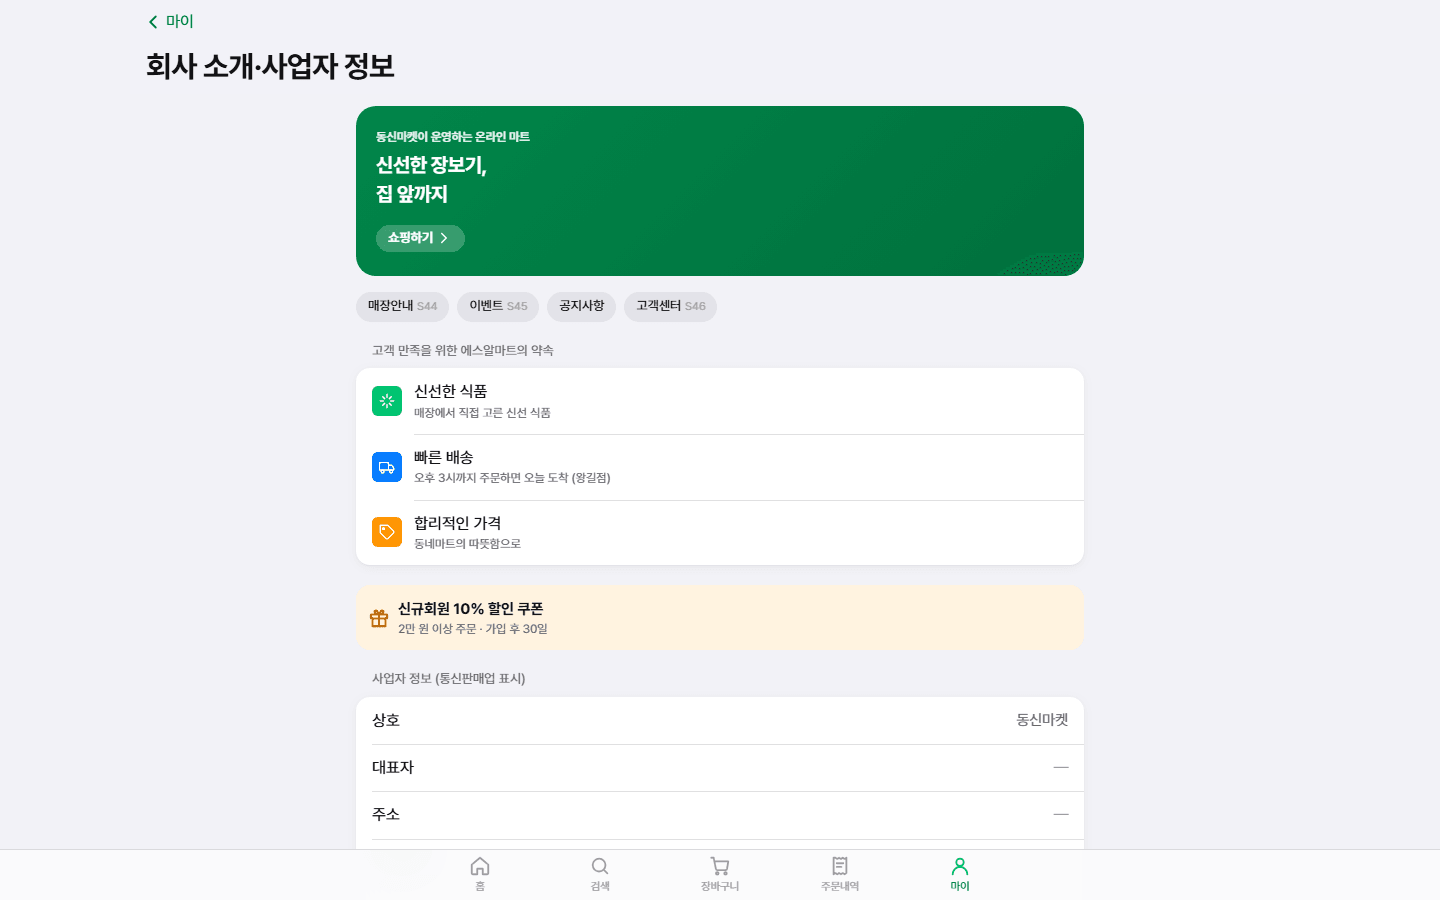 마이
회사 소개·사업자 정보
동신마켓이 운영하는 온라인 마트
신선한 장보기,
집 앞까지
쇼핑하기
매장안내 S44 이벤트 S45 공지사항 고객센터 S46
고객 만족을 위한 에스알마트의 약속
신선한 식품
매장에서 직접 고른 신선 식품
빠른 배송
오후 3시까지 주문하면 오늘 도착 (왕길점)
합리적인 가격
동네마트의 따뜻함으로
신규회원 10% 할인 쿠폰
2만 원 이상 주문 · 가입 후 30일
사업자 정보 (통신판매업 표시)
상호 동신마켓
대표자 —
주소 —
홈 검색 장바구니 주문내역 마이